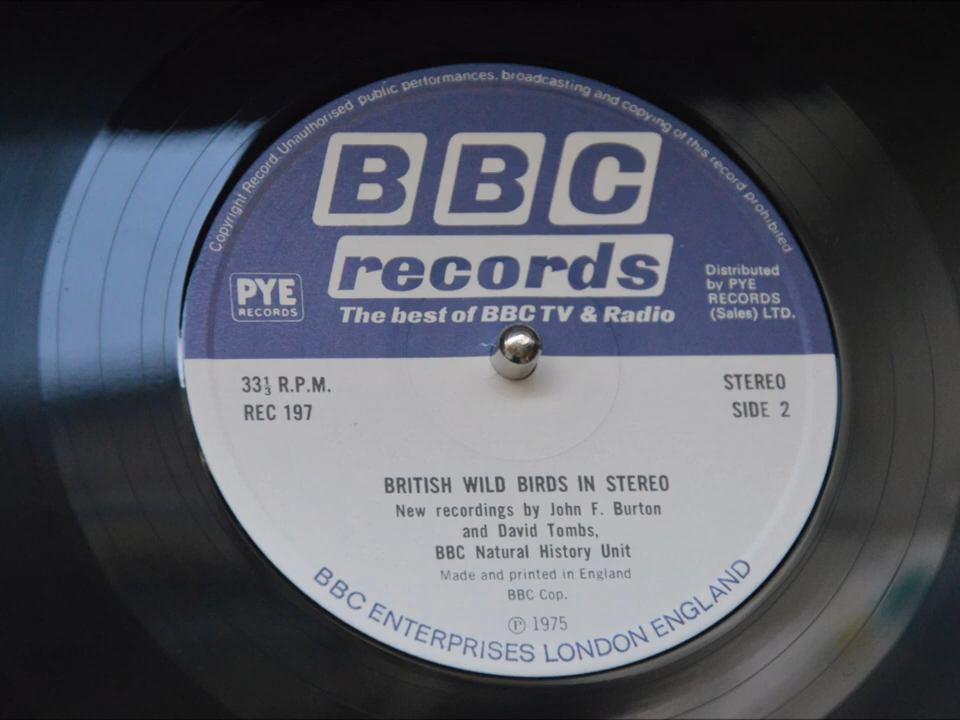 Copyright Record. Unauthorised public performances, broadcasting and copying of this record prohibited
BBC
records
The best of BBC TV & Radio
PYE
RECORDS
Distributed
by PYE
RECORDS
(Sales) LTD.
33⅓ R.P.M.
REC 197
STEREO
SIDE 2
BRITISH WILD BIRDS IN STEREO
New recordings by John F. Burton
and David Tombs,
BBC Natural History Unit
Made and printed in England
BBC Cop.
℗ 1975
BBC ENTERPRISES LONDON ENGLAND